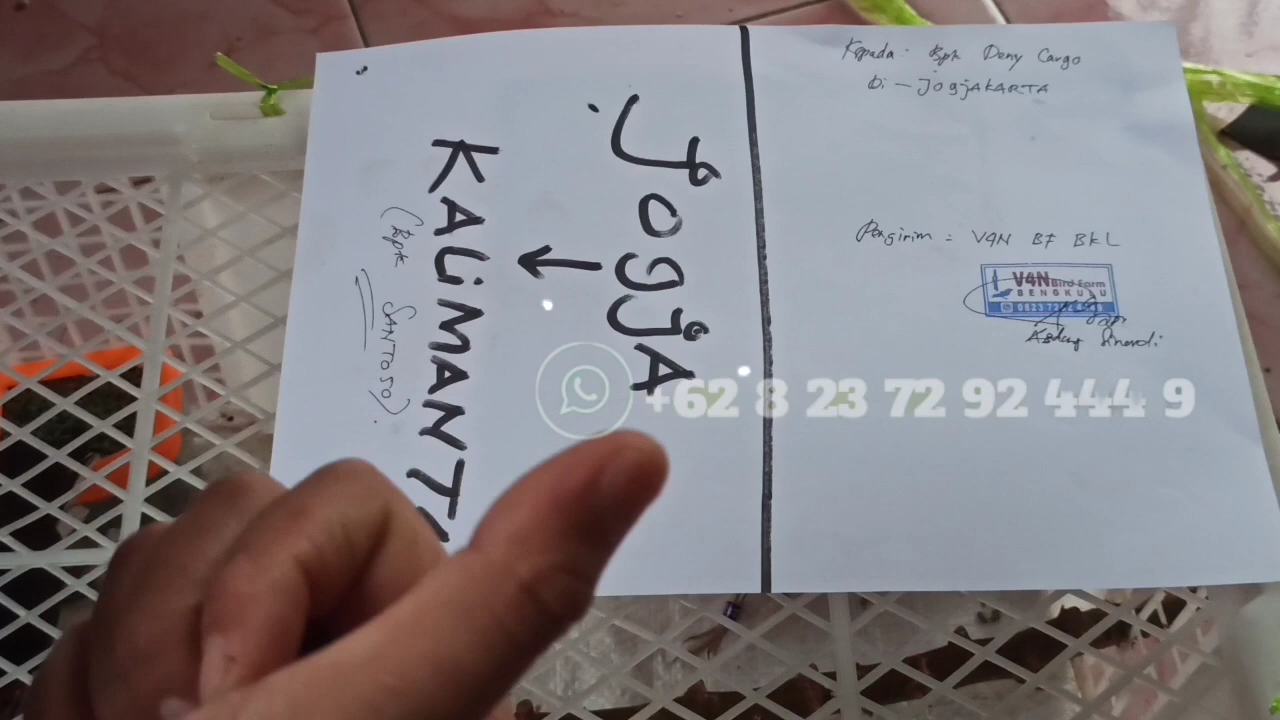 Kepada: Bpk Deny Cargo
Di - JogjAKARTA
Pengirim = V4N BF BKL
V4N Bird Farm
BENGKULU
JogjA
KALiMANT
(Bpk SANTOSO).
+62 8 23 72 92 444 9